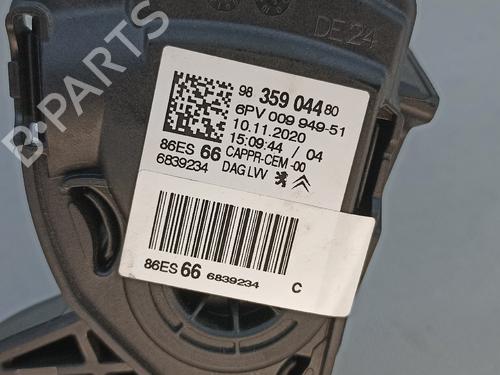 B-PARTS
DE 24
98 359 044 80
6PV 009 949-51
10.11.2020
15:09:44 / 04
86ES 66 CAPPR-CEM -00
6839234 DAG LVV
86ES 66 6839234 C